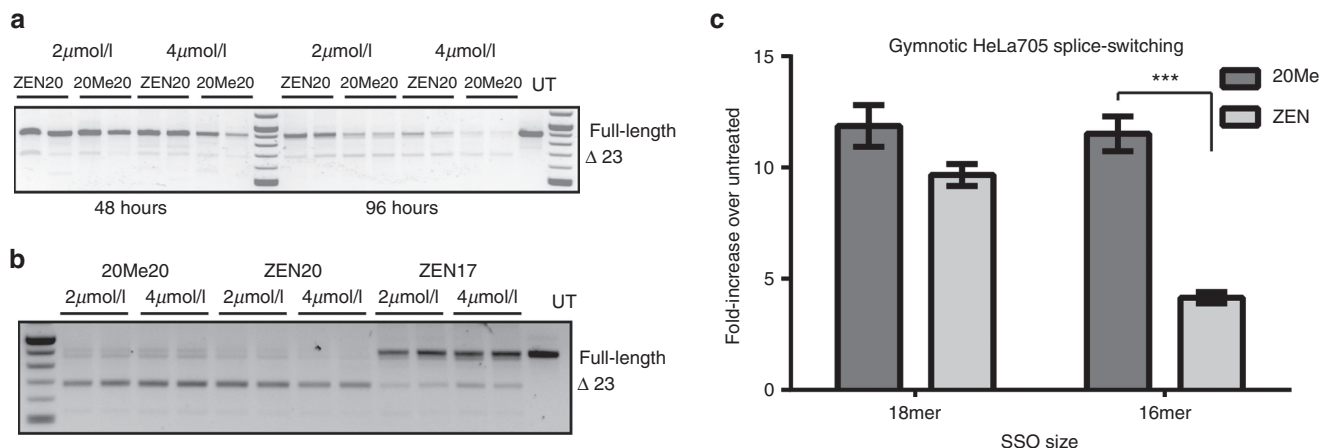 a
2μmol/l 4μmol/l 2μmol/l 4μmol/l
ZEN20 20Me20 ZEN20 20Me20 ZEN20 20Me20 ZEN20 20Me20 UT
Full-length
Δ 23
48 hours 96 hours
b
20Me20 ZEN20 ZEN17
2μmol/l 4μmol/l 2μmol/l 4μmol/l 2μmol/l 4μmol/l UT
Full-length
Δ 23
c
Gymnotic HeLa705 splice-switching
15
10
5
0
Fold-increase over untreated
***
20Me
ZEN
18mer 16mer
SSO size